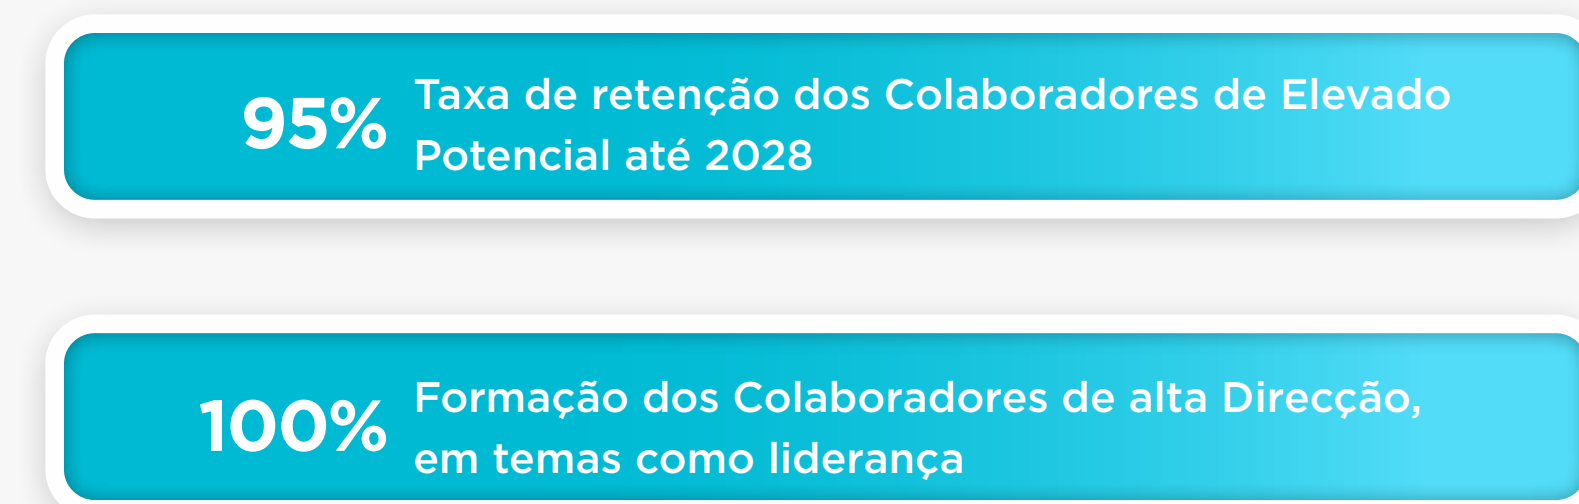 95% Taxa de retenção dos Colaboradores de Elevado
Potencial até 2028
100% Formação dos Colaboradores de alta Direcção,
em temas como liderança